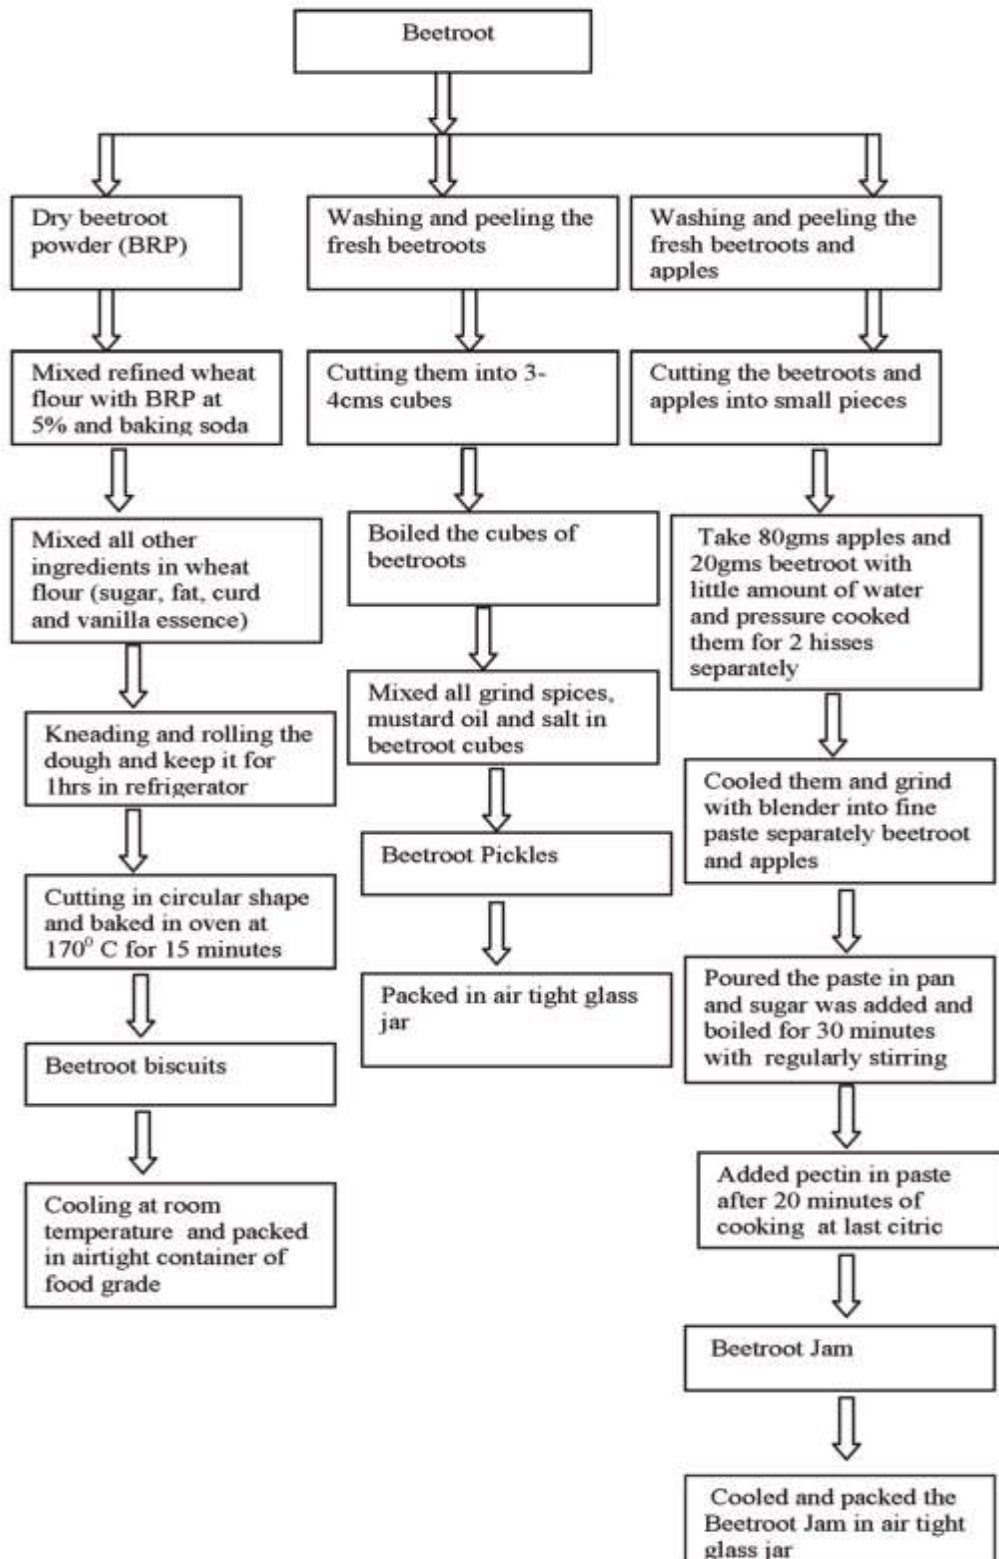 Beetroot
Dry beetroot
powder (BRP)
Mixed refined wheat
flour with BRP at
5% and baking soda
Mixed all other
ingredients in wheat
flour (sugar, fat, curd
and vanilla essence)
Kneading and rolling the
dough and keep it for
1hrs in refrigerator
Cutting in circular shape
and baked in oven at
170⁰ C for 15 minutes
Beetroot biscuits
Cooling at room
temperature and packed
in airtight container of
food grade
Washing and peeling the
fresh beetroots
Cutting them into 3-
4cms cubes
Boiled the cubes of
beetroots
Mixed all grind spices,
mustard oil and salt in
beetroot cubes
Beetroot Pickles
Packed in air tight glass
jar
Washing and peeling the
fresh beetroots and
apples
Cutting the beetroots and
apples into small pieces
Take 80gms apples and
20gms beetroot with
little amount of water
and pressure cooked
them for 2 hisses
separately
Cooled them and grind
with blender into fine
paste separately beetroot
and apples
Poured the paste in pan
and sugar was added and
boiled for 30 minutes
with regularly stirring
Added pectin in paste
after 20 minutes of
cooking at last citric
Beetroot Jam
Cooled and packed the
Beetroot Jam in air tight
glass jar